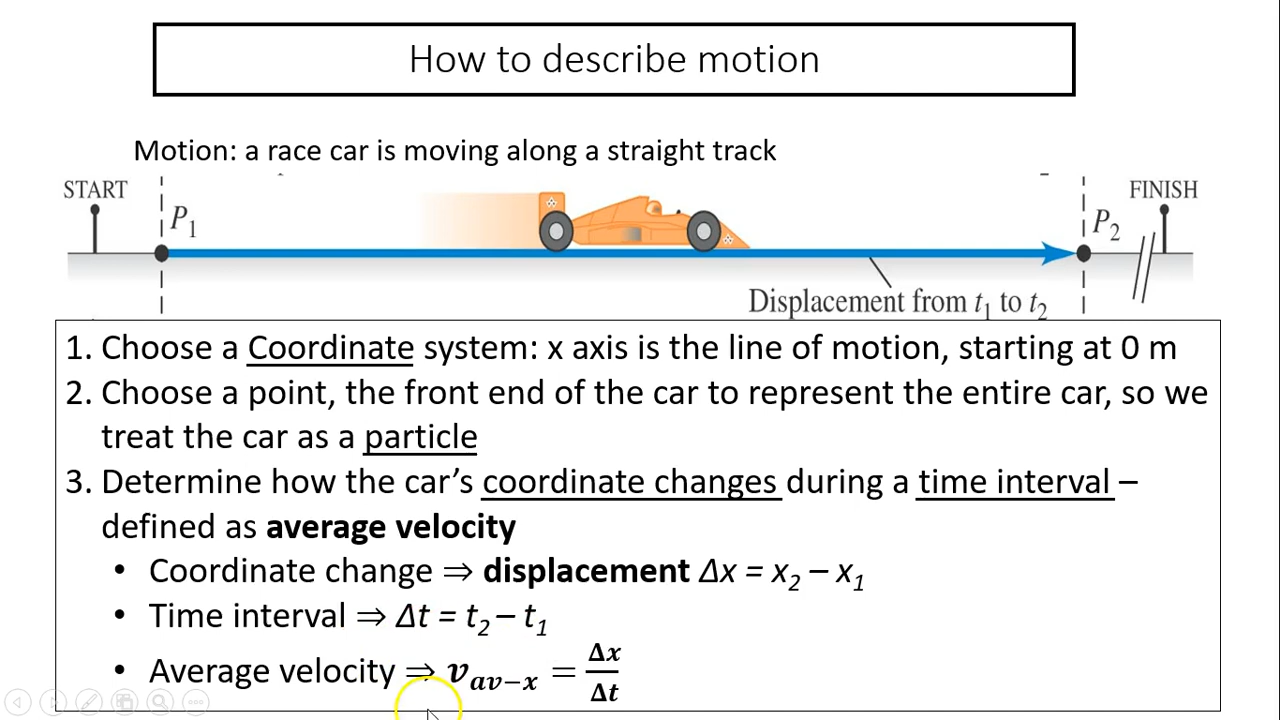 How to describe motion
Motion: a race car is moving along a straight track
START
FINISH
P₁
P₂
Displacement from t₁ to t₂
1. Choose a Coordinate system: x axis is the line of motion, starting at 0 m
2. Choose a point, the front end of the car to represent the entire car, so we
treat the car as a particle
3. Determine how the car’s coordinate changes during a time interval –
defined as average velocity
• Coordinate change ⇒ displacement Δx = x₂ – x₁
• Time interval ⇒ Δt = t₂ – t₁
• Average velocity ⇒ v_av−x = Δx/Δt